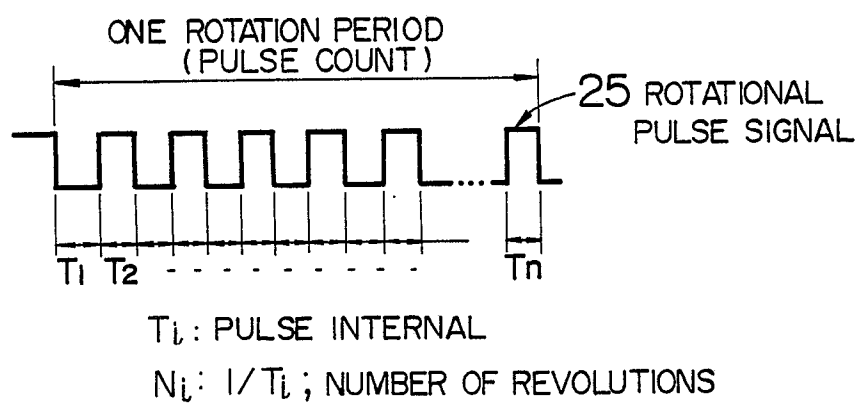 ONE ROTATION PERIOD
(PULSE COUNT)
25 ROTATIONAL
PULSE SIGNAL
T1 T2 - - - - - - - - - Tn
Ti: PULSE INTERNAL
Ni: 1/Ti; NUMBER OF REVOLUTIONS